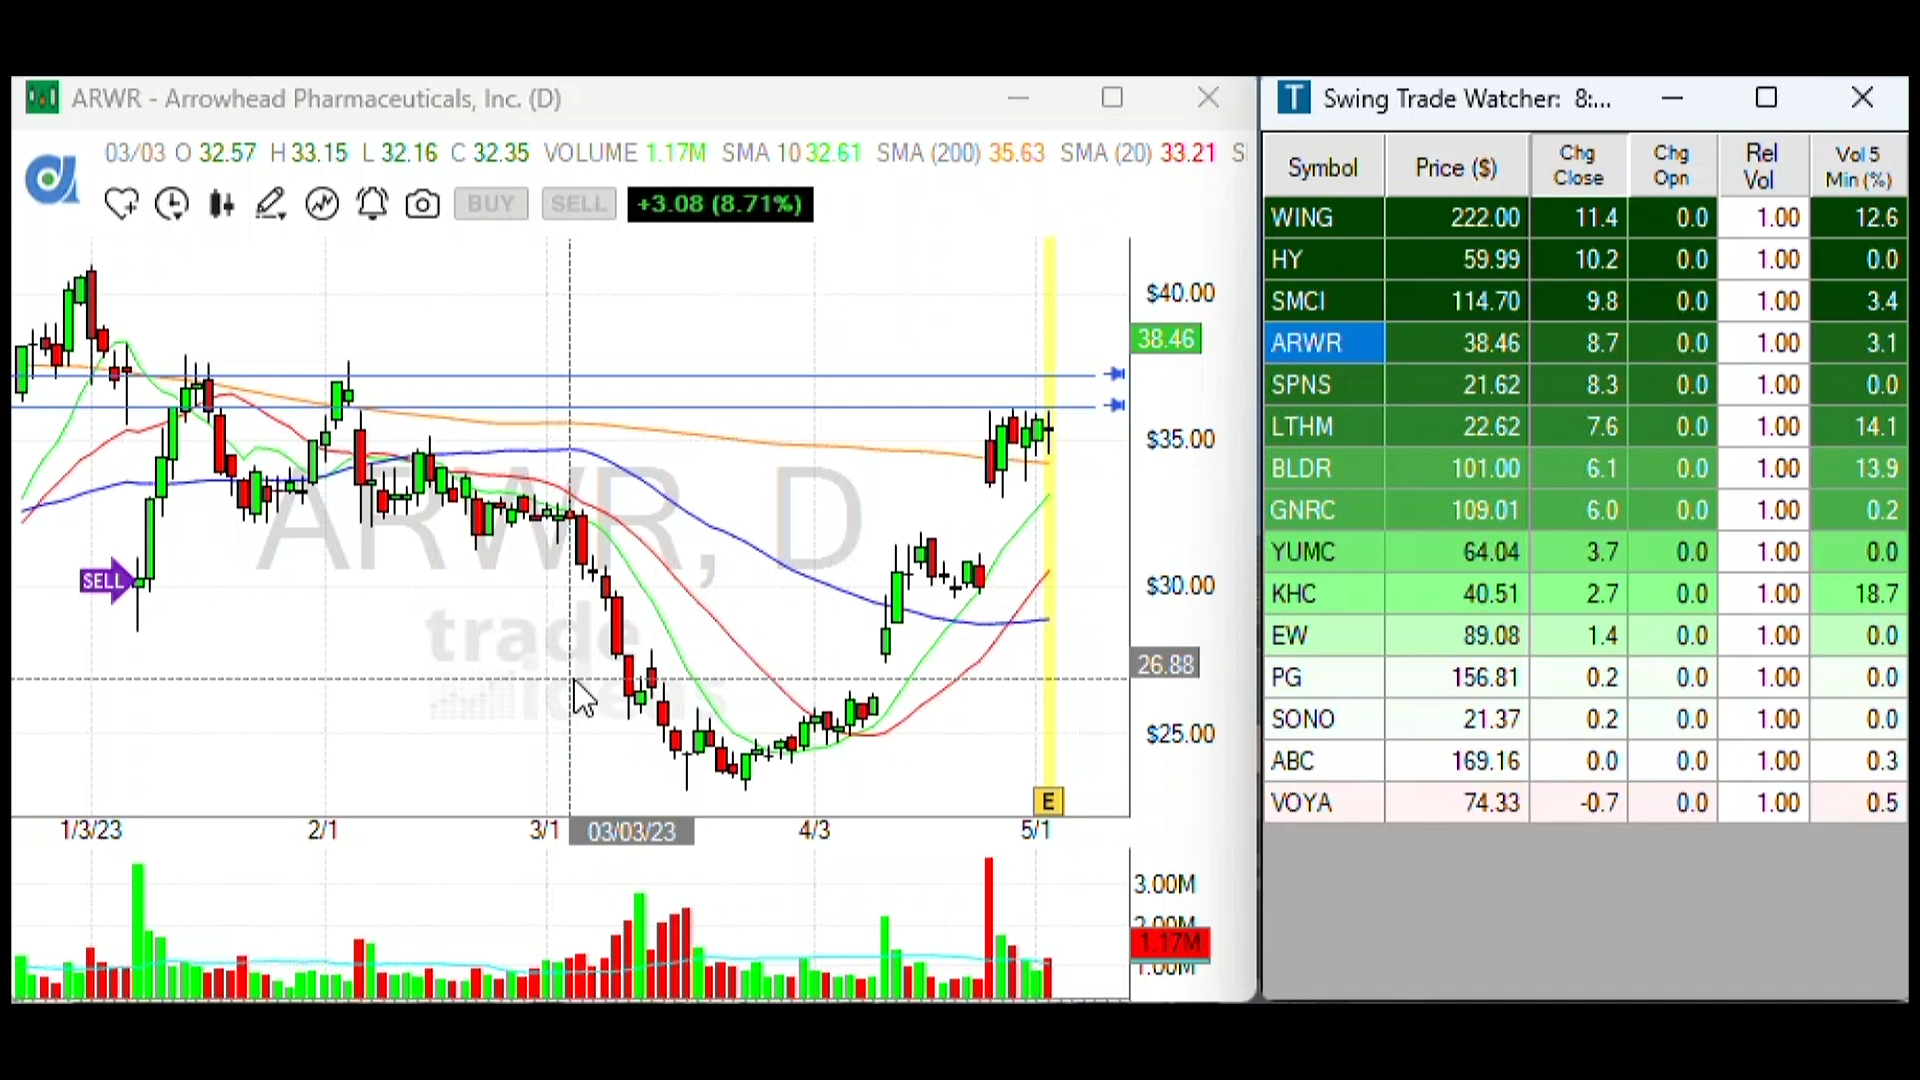 ARWR - Arrowhead Pharmaceuticals, Inc. (D)
03/03 O 32.57 H 33.15 L 32.16 C 32.35 VOLUME 1.17M SMA 10 32.61 SMA (200) 35.63 SMA (20) 33.21
BUY SELL +3.08 (8.71%)
$40.00
38.46
$35.00
ARWR, D
SELL
$30.00
trade
ideas
26.88
$25.00
E
1/3/23 2/1 3/1 03/03/23 4/3 5/1
3.00M
2.00M
1.17M
1.00M
Swing Trade Watcher: 8:...
Symbol Price ($) Chg Close Chg Opn Rel Vol Vol 5 Min (%)
WING 222.00 11.4 0.0 1.00 12.6
HY 59.99 10.2 0.0 1.00 0.0
SMCI 114.70 9.8 0.0 1.00 3.4
ARWR 38.46 8.7 0.0 1.00 3.1
SPNS 21.62 8.3 0.0 1.00 0.0
LTHM 22.62 7.6 0.0 1.00 14.1
BLDR 101.00 6.1 0.0 1.00 13.9
GNRC 109.01 6.0 0.0 1.00 0.2
YUMC 64.04 3.7 0.0 1.00 0.0
KHC 40.51 2.7 0.0 1.00 18.7
EW 89.08 1.4 0.0 1.00 0.0
PG 156.81 0.2 0.0 1.00 0.0
SONO 21.37 0.2 0.0 1.00 0.0
ABC 169.16 0.0 0.0 1.00 0.3
VOYA 74.33 -0.7 0.0 1.00 0.5